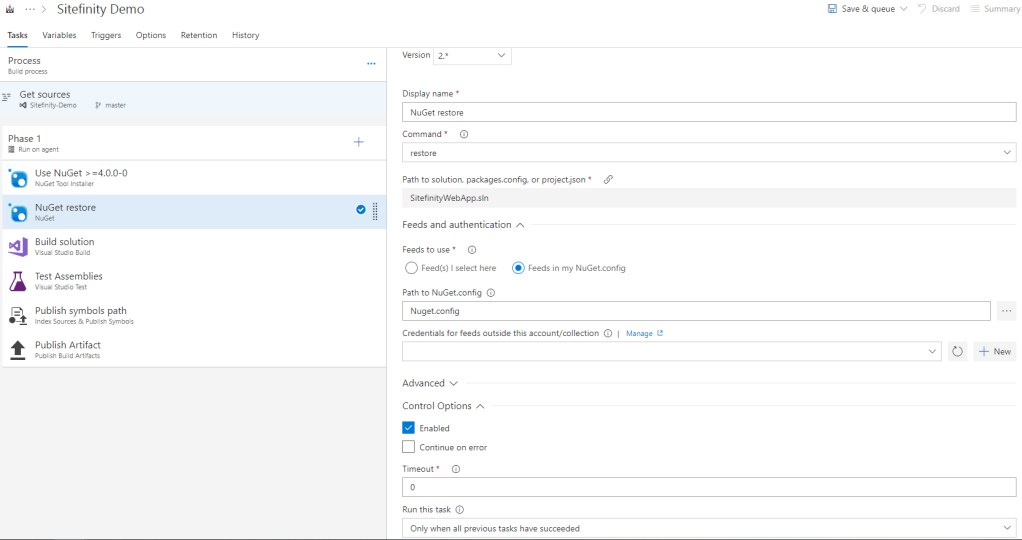 ··· > Sitefinity Demo
Save & queue Discard Summary
Tasks Variables Triggers Options Retention History
Process
Build process
···
Get sources
Sitefinity-Demo master
Phase 1
Run on agent
Use NuGet >=4.0.0-0
NuGet Tool Installer
NuGet restore
NuGet
Build solution
Visual Studio Build
Test Assemblies
Visual Studio Test
Publish symbols path
Index Sources & Publish Symbols
Publish Artifact
Publish Build Artifacts
Version 2.*
Display name *
NuGet restore
Command *
restore
Path to solution, packages.config, or project.json *
SitefinityWebApp.sln
Feeds and authentication
Feeds to use *
Feed(s) I select here Feeds in my NuGet.config
Path to NuGet.config
Nuget.config
···
Credentials for feeds outside this account/collection | Manage
+ New
Advanced
Control Options
Enabled
Continue on error
Timeout *
0
Run this task
Only when all previous tasks have succeeded